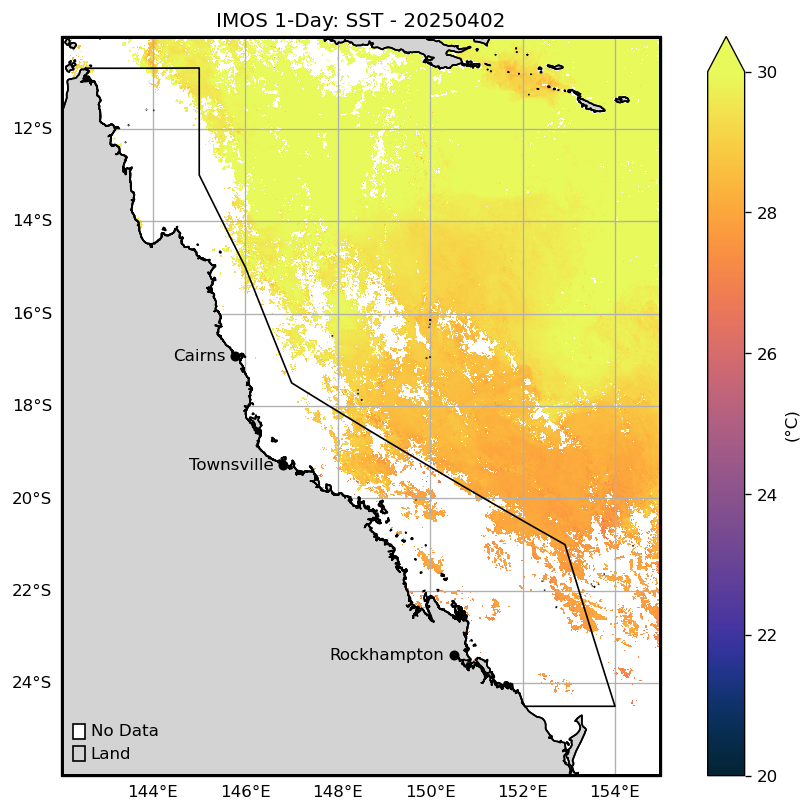 IMOS 1-Day: SST - 20250402
12°S
14°S
16°S
18°S
20°S
22°S
24°S
Cairns
Townsville
Rockhampton
No Data
Land
144°E
146°E
148°E
150°E
152°E
154°E
30
28
26
24
22
20
(°C)